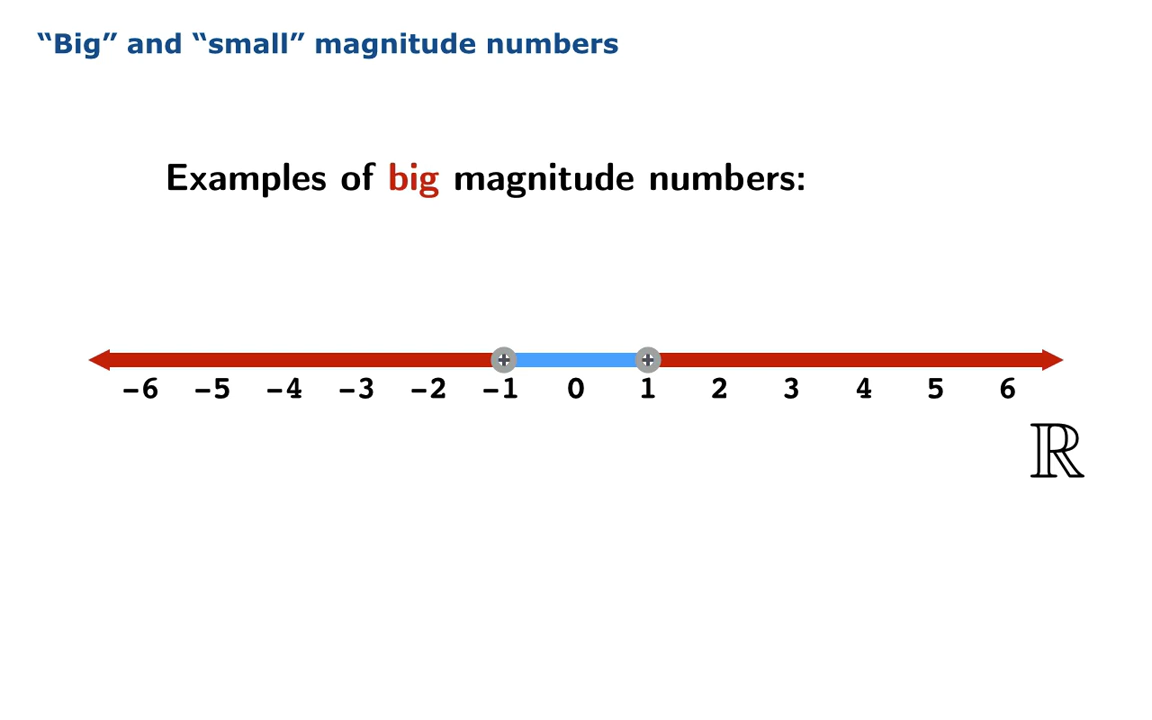 “Big” and “small” magnitude numbers
Examples of big magnitude numbers:
−6 −5 −4 −3 −2 −1 0 1 2 3 4 5 6
ℝ